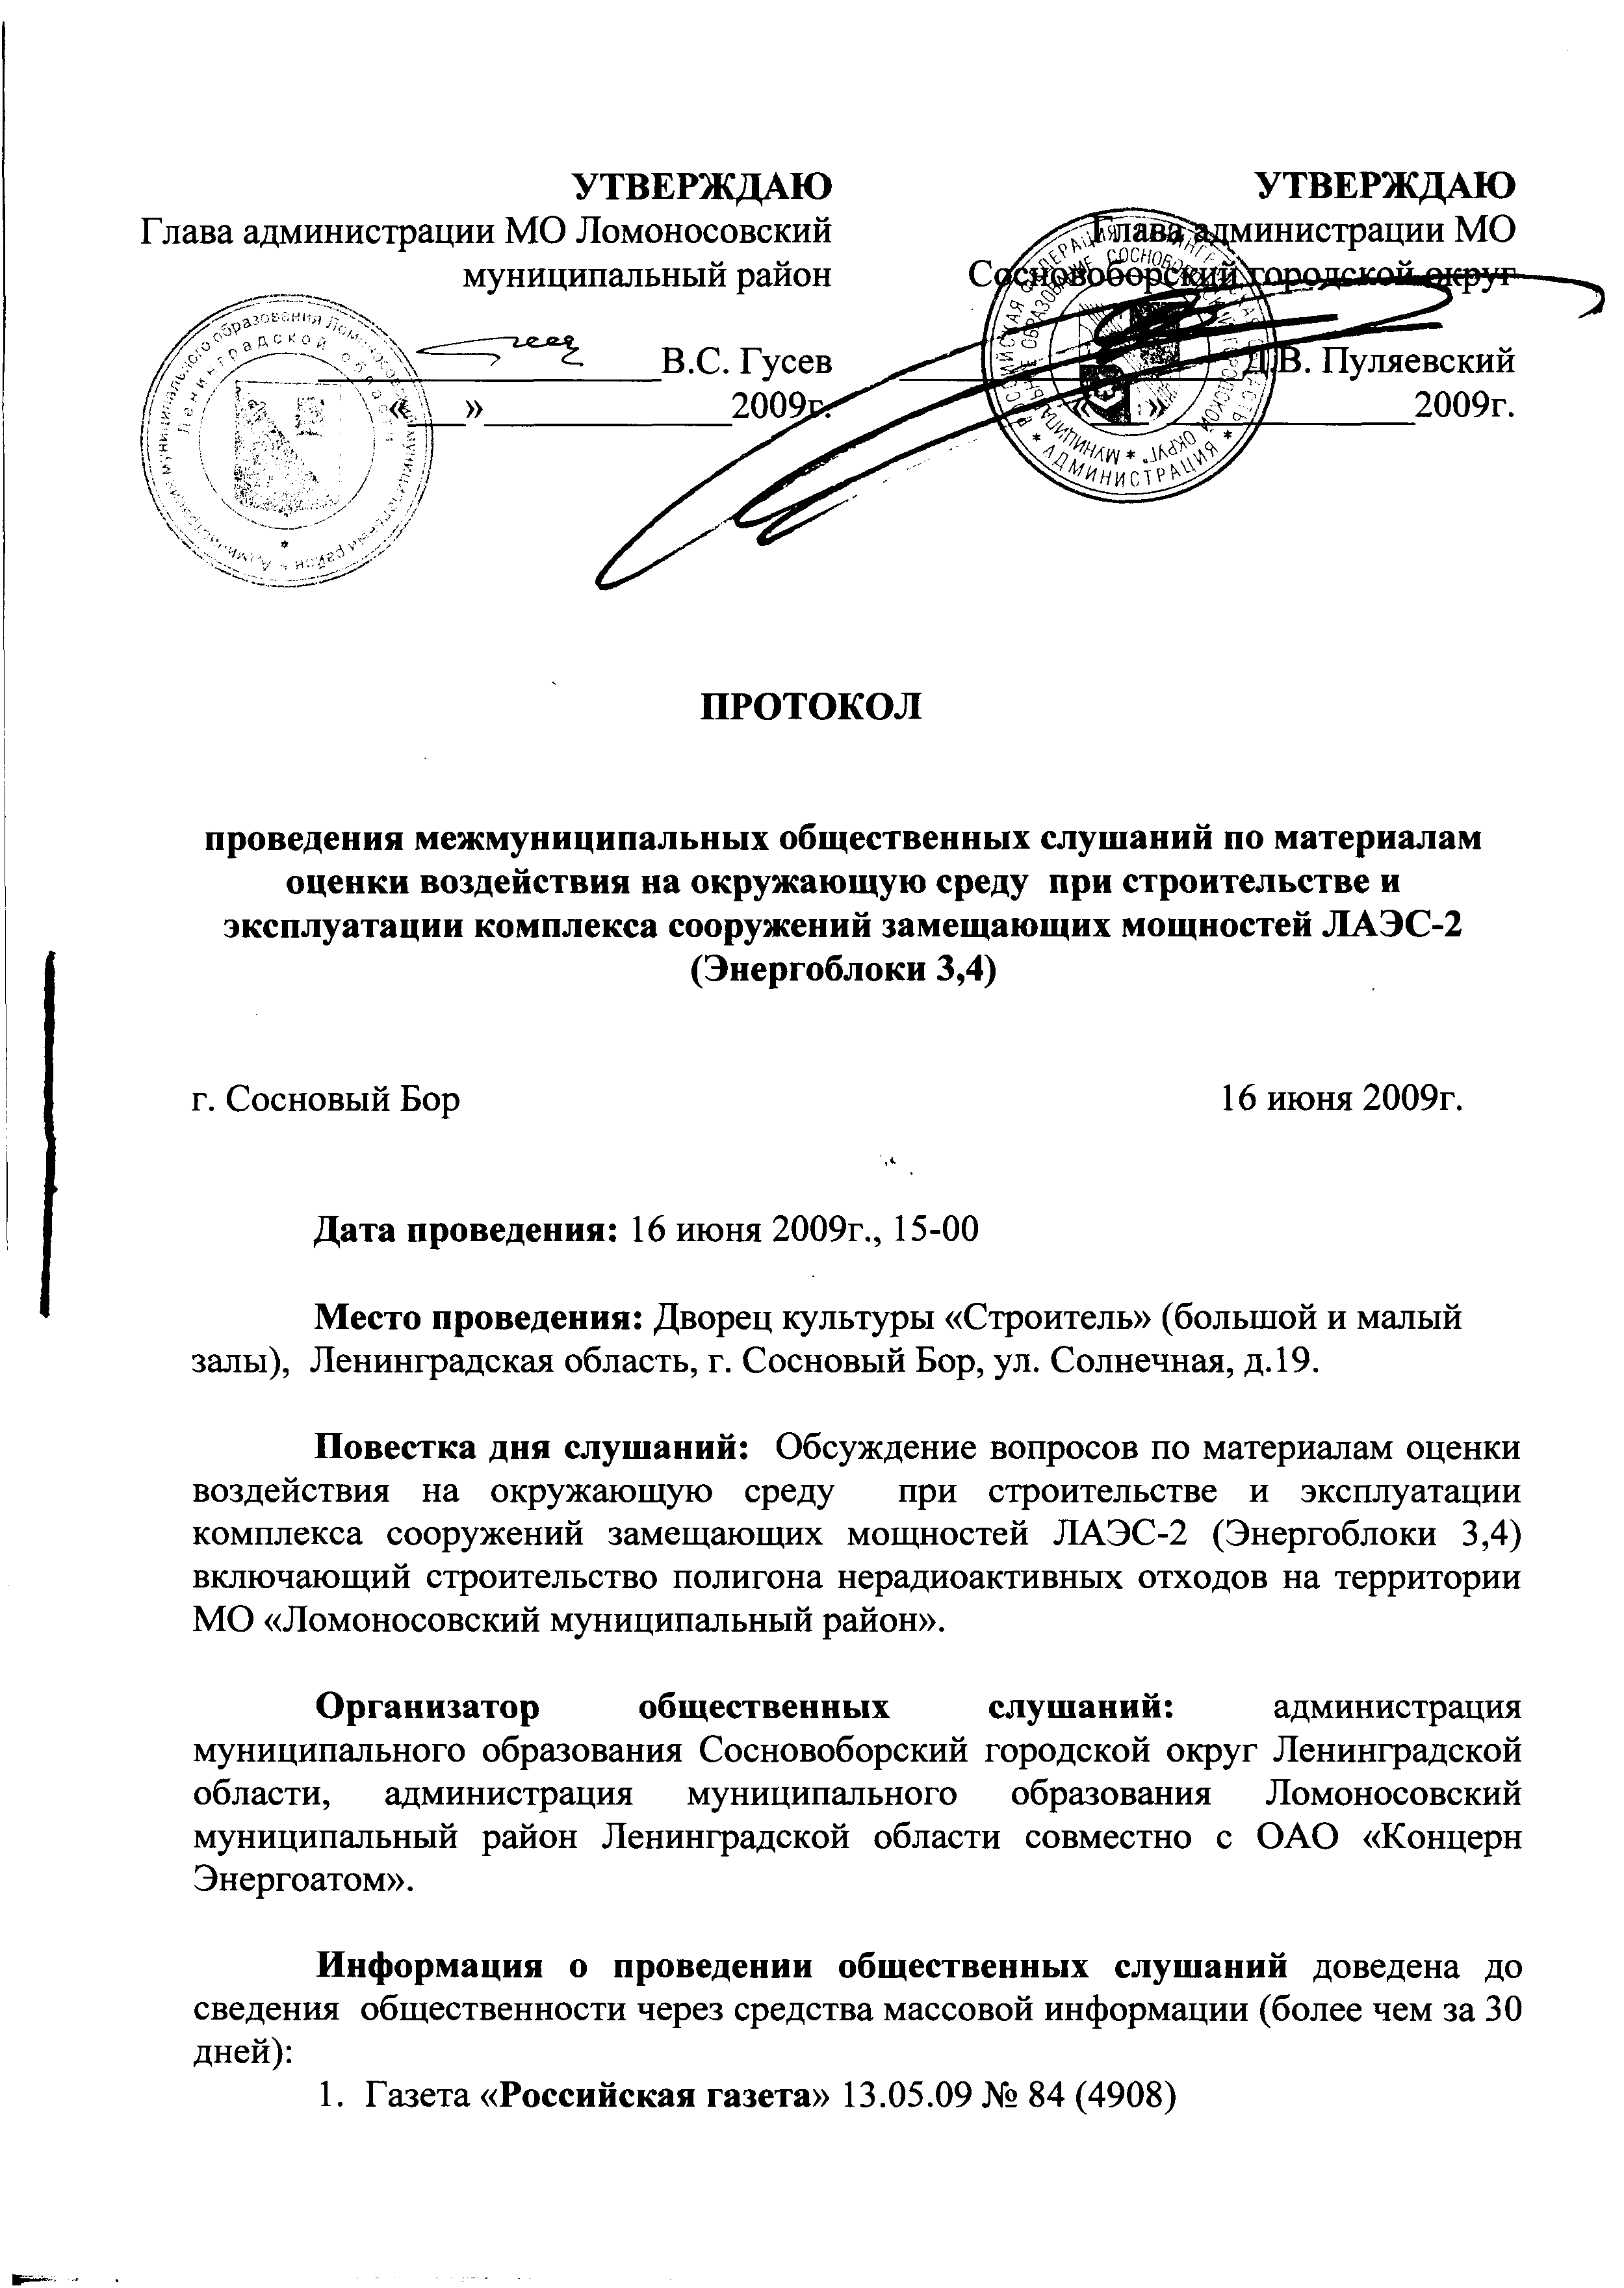 УТВЕРЖДАЮ
Глава администрации МО Ломоносовский
муниципальный район
В.С. Гусев
«___»_____________2009г.
УТВЕРЖДАЮ
Глава администрации МО
Сосновоборский городской округ
Д.В. Пуляевский
«___»_____________2009г.
ПРОТОКОЛ
проведения межмуниципальных общественных слушаний по материалам
оценки воздействия на окружающую среду при строительстве и
эксплуатации комплекса сооружений замещающих мощностей ЛАЭС-2
(Энергоблоки 3,4)
г. Сосновый Бор 16 июня 2009г.
Дата проведения: 16 июня 2009г., 15-00
Место проведения: Дворец культуры «Строитель» (большой и малый
залы), Ленинградская область, г. Сосновый Бор, ул. Солнечная, д.19.
Повестка дня слушаний: Обсуждение вопросов по материалам оценки
воздействия на окружающую среду при строительстве и эксплуатации
комплекса сооружений замещающих мощностей ЛАЭС-2 (Энергоблоки 3,4)
включающий строительство полигона нерадиоактивных отходов на территории
МО «Ломоносовский муниципальный район».
Организатор общественных слушаний: администрация
муниципального образования Сосновоборский городской округ Ленинградской
области, администрация муниципального образования Ломоносовский
муниципальный район Ленинградской области совместно с ОАО «Концерн
Энергоатом».
Информация о проведении общественных слушаний доведена до
сведения общественности через средства массовой информации (более чем за 30
дней):
1. Газета «Российская газета» 13.05.09 № 84 (4908)